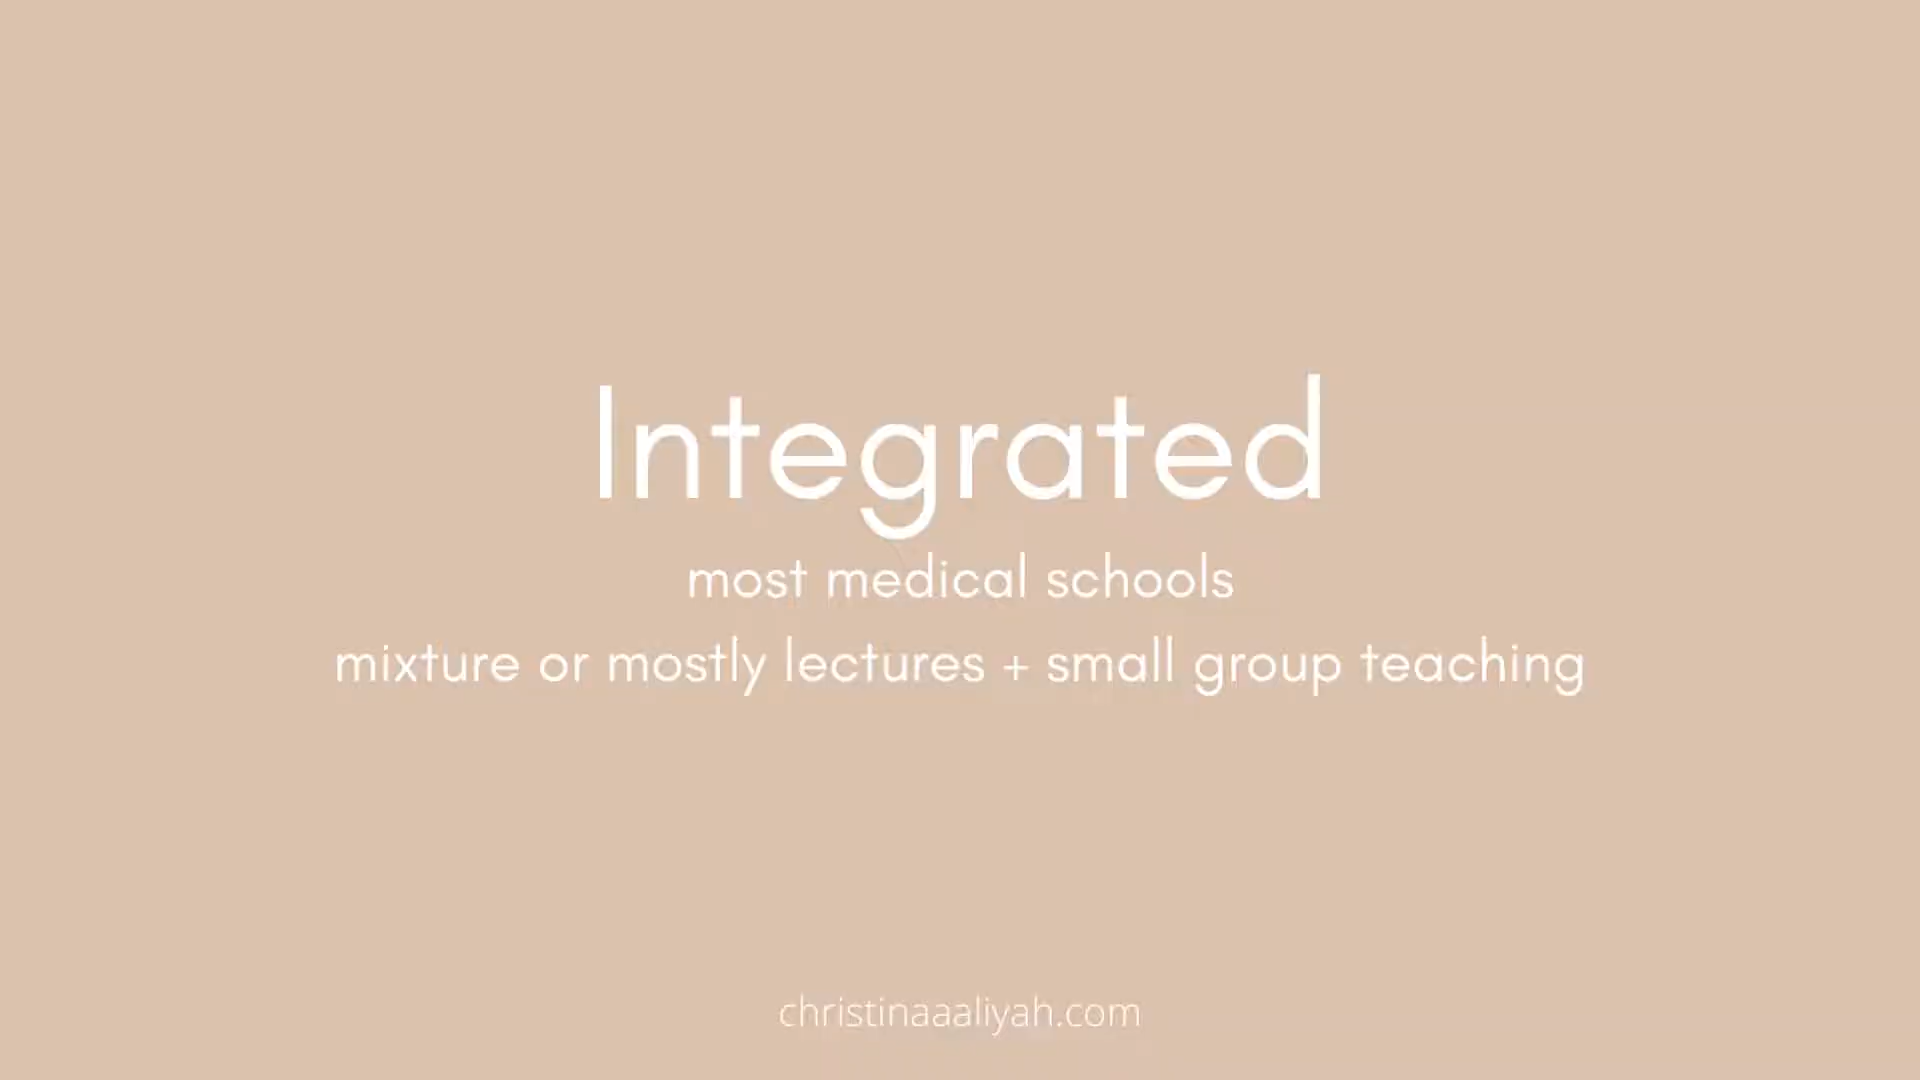 Integrated
most medical schools
mixture or mostly lectures + small group teaching
christinaaaliyah.com